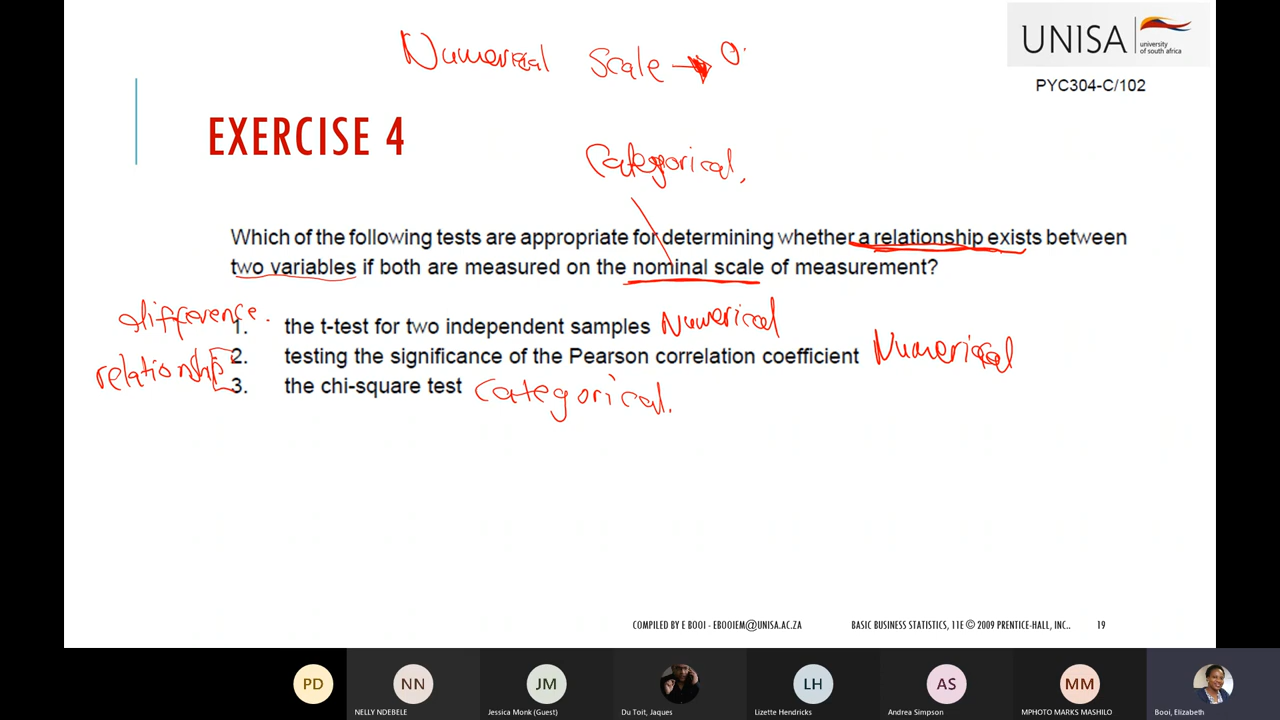 Numerical Scale → O
UNISA
university
of south africa
PYC304-C/102
EXERCISE 4
Categorical,
Which of the following tests are appropriate for determining whether a relationship exists between
two variables if both are measured on the nominal scale of measurement?
difference.
1. the t-test for two independent samples Numerical
2. testing the significance of the Pearson correlation coefficient Numerical
relationship
3. the chi-square test Categorical.
COMPILED BY E BOOI - EBOOIEM@UNISA.AC.ZA
BASIC BUSINESS STATISTICS, 11E © 2009 PRENTICE-HALL, INC..
19
PD
NN
JM
LH
AS
MM
NELLY NDEBELE
Jessica Monk (Guest)
Du Toit, Jaques
Lizette Hendricks
Andrea Simpson
MPHOTO MARKS MASHILO
Booi, Elizabeth